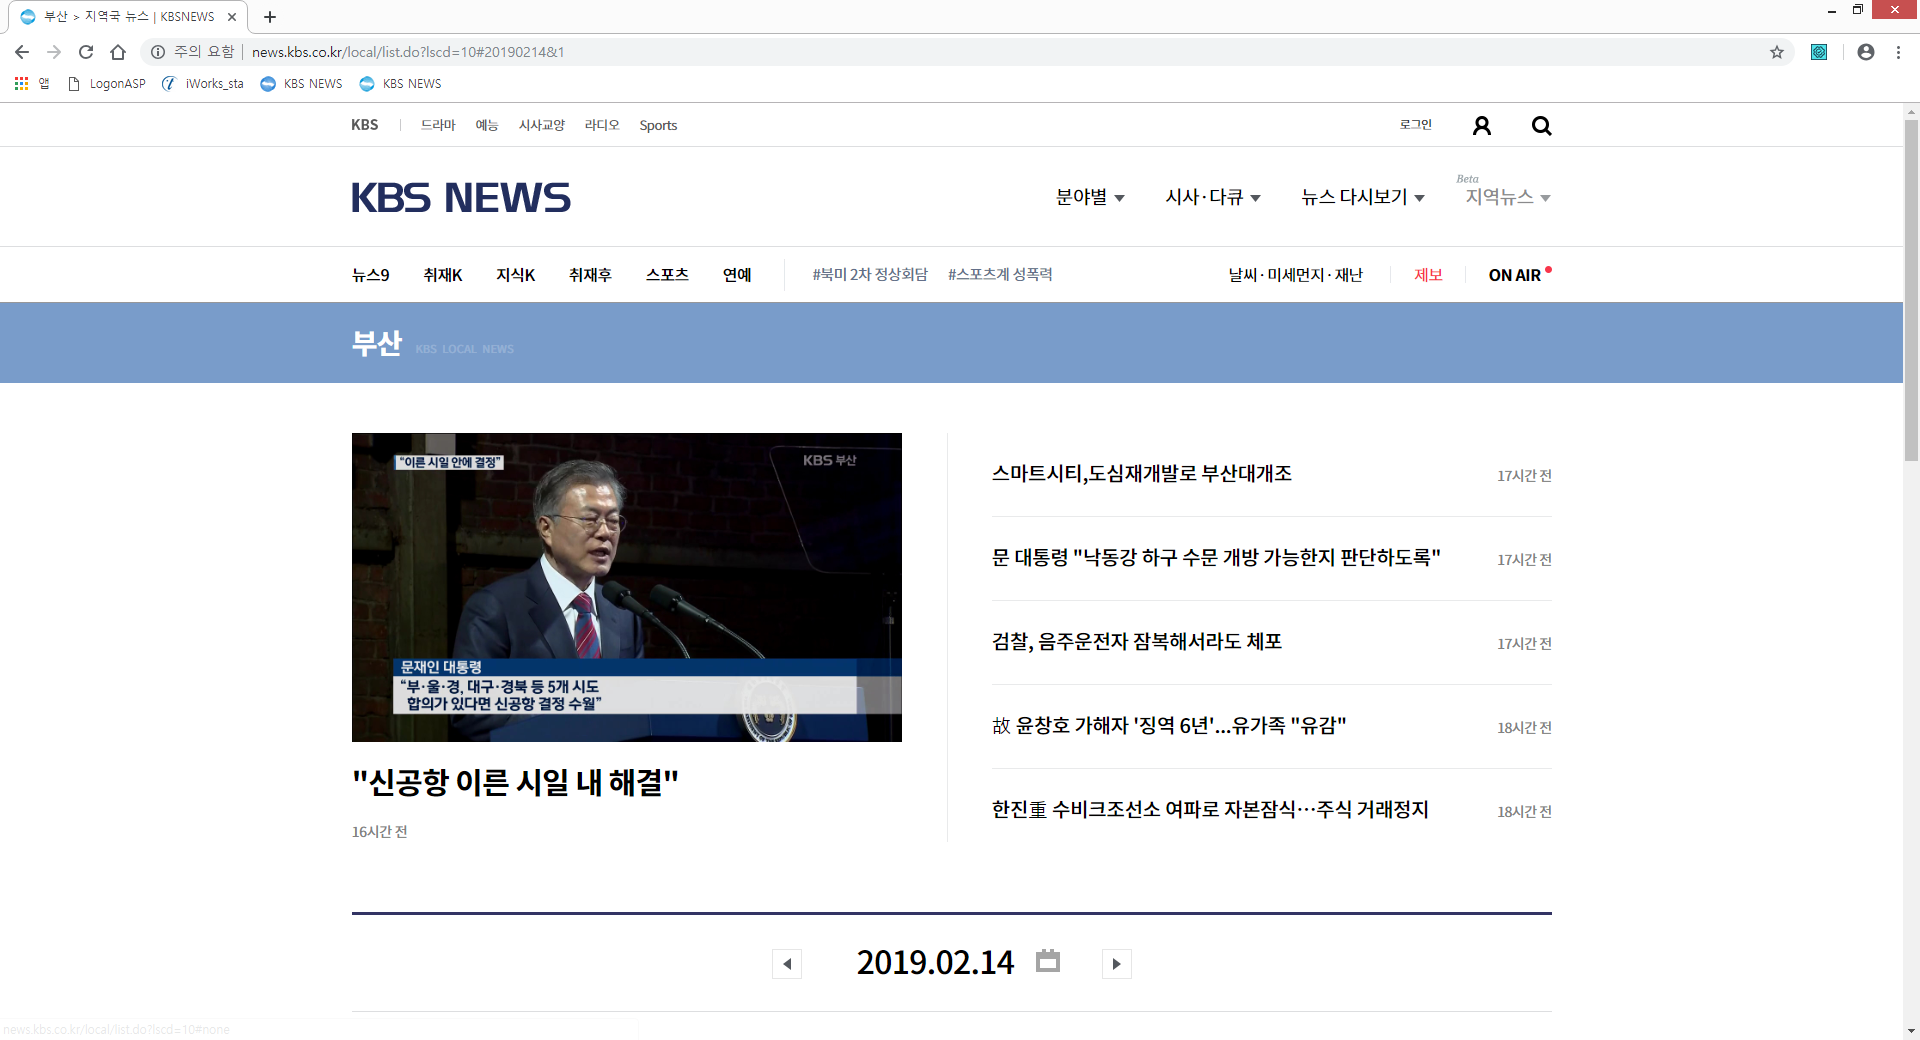 부산 > 지역국 뉴스 | KBSNEWS
주의 요함 | news.kbs.co.kr/local/list.do?lscd=10#20190214&1
앱 LogonASP iWorks_sta KBS NEWS KBS NEWS
KBS 드라마 예능 시사교양 라디오 Sports 로그인
Beta
KBS NEWS 분야별 시사·다큐 뉴스 다시보기 지역뉴스
뉴스9 취재K 지식K 취재후 스포츠 연예 #북미 2차 정상회담 #스포츠계 성폭력 날씨·미세먼지·재난 제보 ON AIR
부산 KBS LOCAL NEWS
"이른 시일 안에 결정"
KBS 부산
문재인 대통령
“부·울·경, 대구·경북 등 5개 시도
합의가 있다면 신공항 결정 수월”
"신공항 이른 시일 내 해결"
16시간 전
스마트시티,도심재개발로 부산대개조 17시간 전
문 대통령 "낙동강 하구 수문 개방 가능한지 판단하도록" 17시간 전
검찰, 음주운전자 잠복해서라도 체포 17시간 전
故 윤창호 가해자 '징역 6년'...유가족 "유감" 18시간 전
한진重 수비크조선소 여파로 자본잠식…주식 거래정지 18시간 전
2019.02.14
news.kbs.co.kr/local/list.do?lscd=10#none